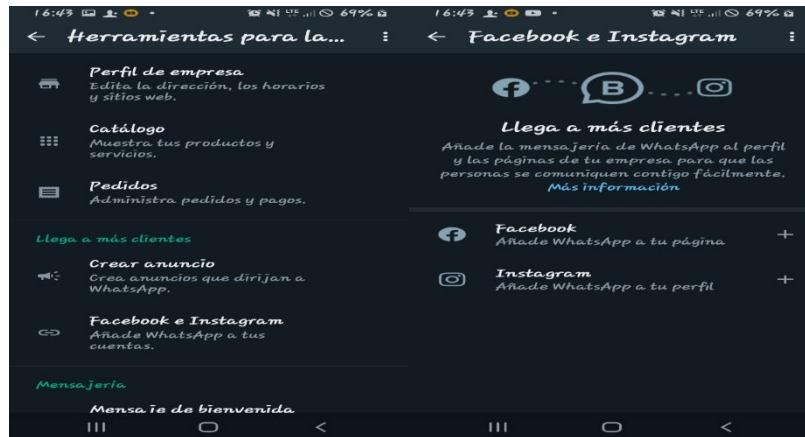 16:43
69%
← Herramientas para la...
Perfil de empresa
Edita la dirección, los horarios
y sitios web.
Catálogo
Muestra tus productos y
servicios.
Pedidos
Administra pedidos y pagos.
Llega a más clientes
Crear anuncio
Crea anuncios que dirijan a
WhatsApp.
Facebook e Instagram
Añade WhatsApp a tus
cuentas.
Mensajería
Mensaje de bienvenida
16:43
69%
← Facebook e Instagram
B
Llega a más clientes
Añade la mensajería de WhatsApp al perfil
y las páginas de tu empresa para que las
personas se comuniquen contigo fácilmente.
Más información
Facebook
Añade WhatsApp a tu página
Instagram
Añade WhatsApp a tu perfil